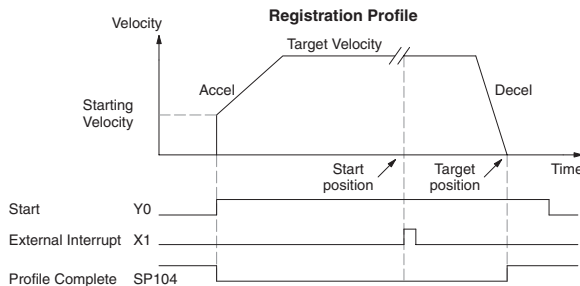 Registration Profile
Velocity
Target Velocity
Accel
Decel
Starting
Velocity
Start
position
Target
position
Time
Start Y0
External Interrupt X1
Profile Complete SP104